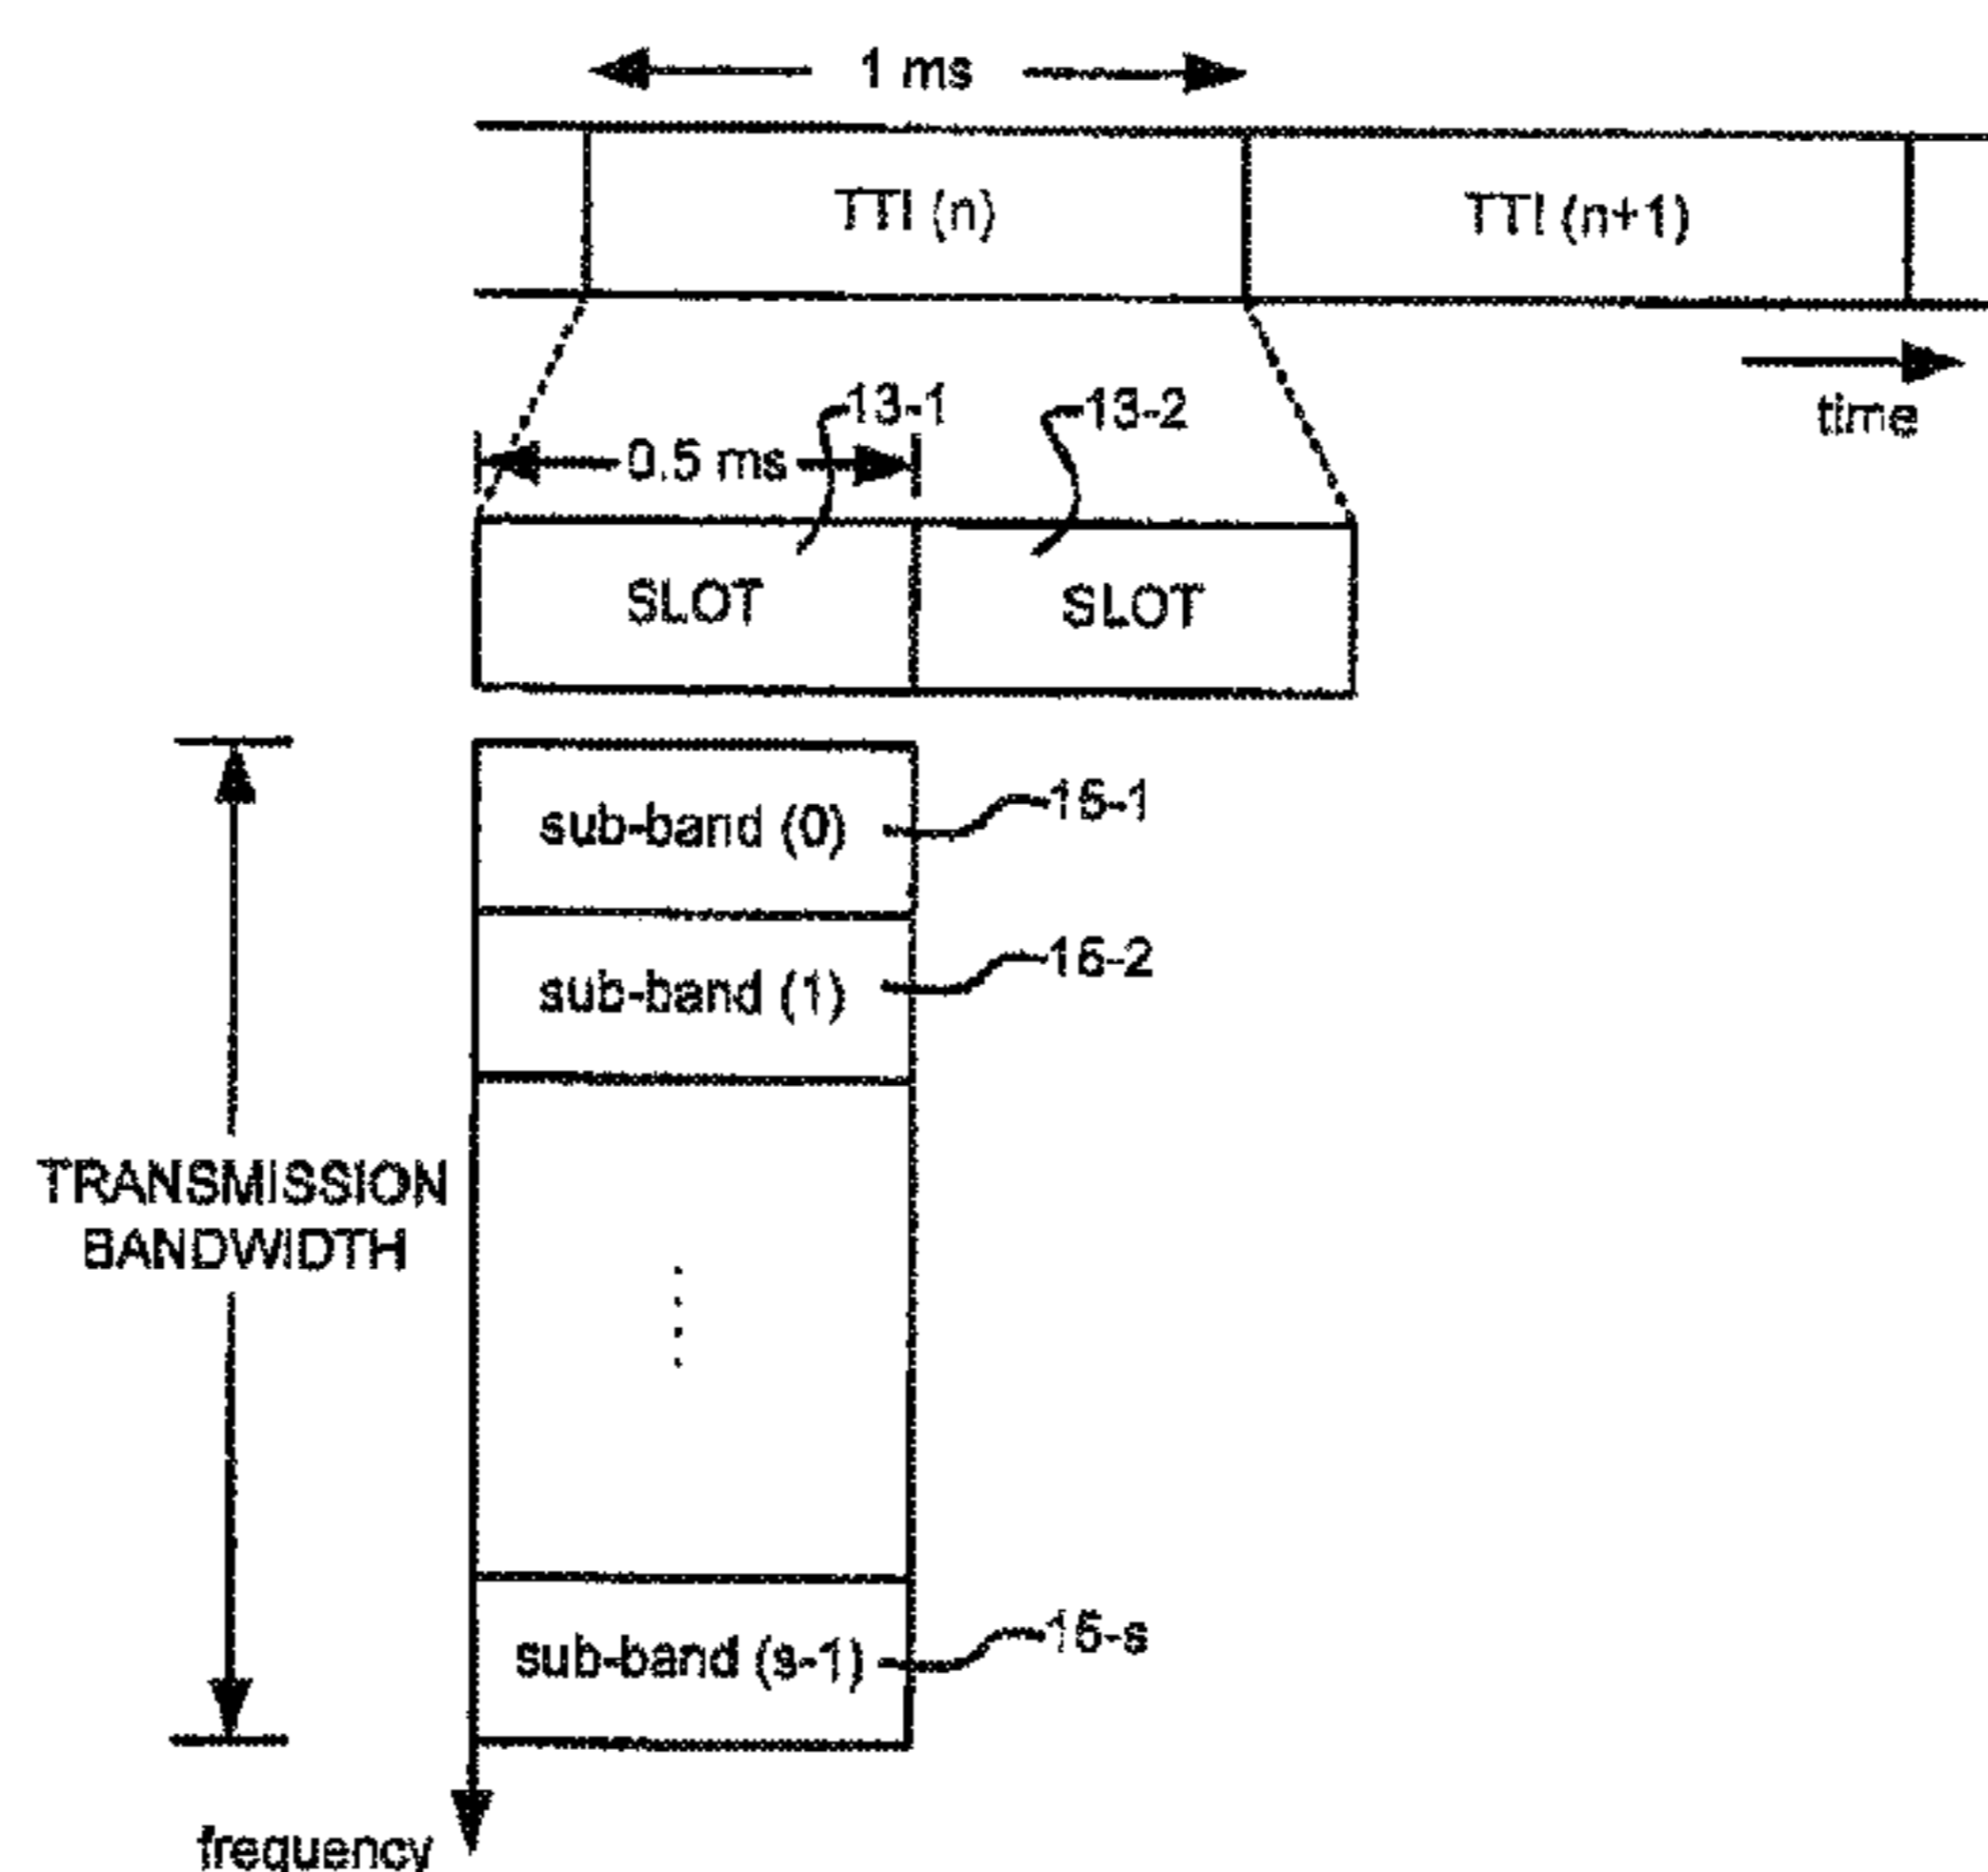 1 ms
TTI (n)
TTI (n+1)
time
13-1
13-2
0.5 ms
SLOT
SLOT
sub-band (0)
15-1
sub-band (1)
15-2
TRANSMISSION
BANDWIDTH
sub-band (s-1)
15-s
frequency